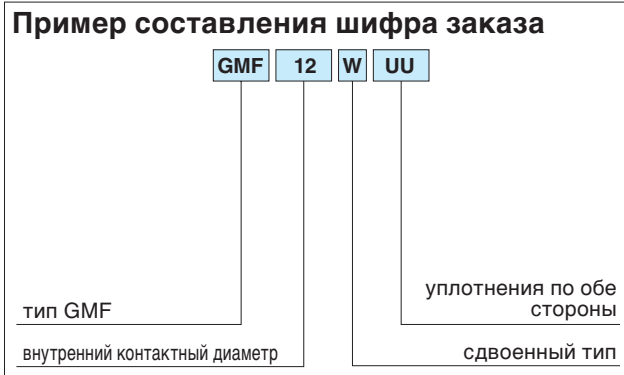 Пример составления шифра заказа
GMF 12 W UU
уплотнения по обе
стороны
тип GMF
внутренний контактный диаметр
сдвоенный тип